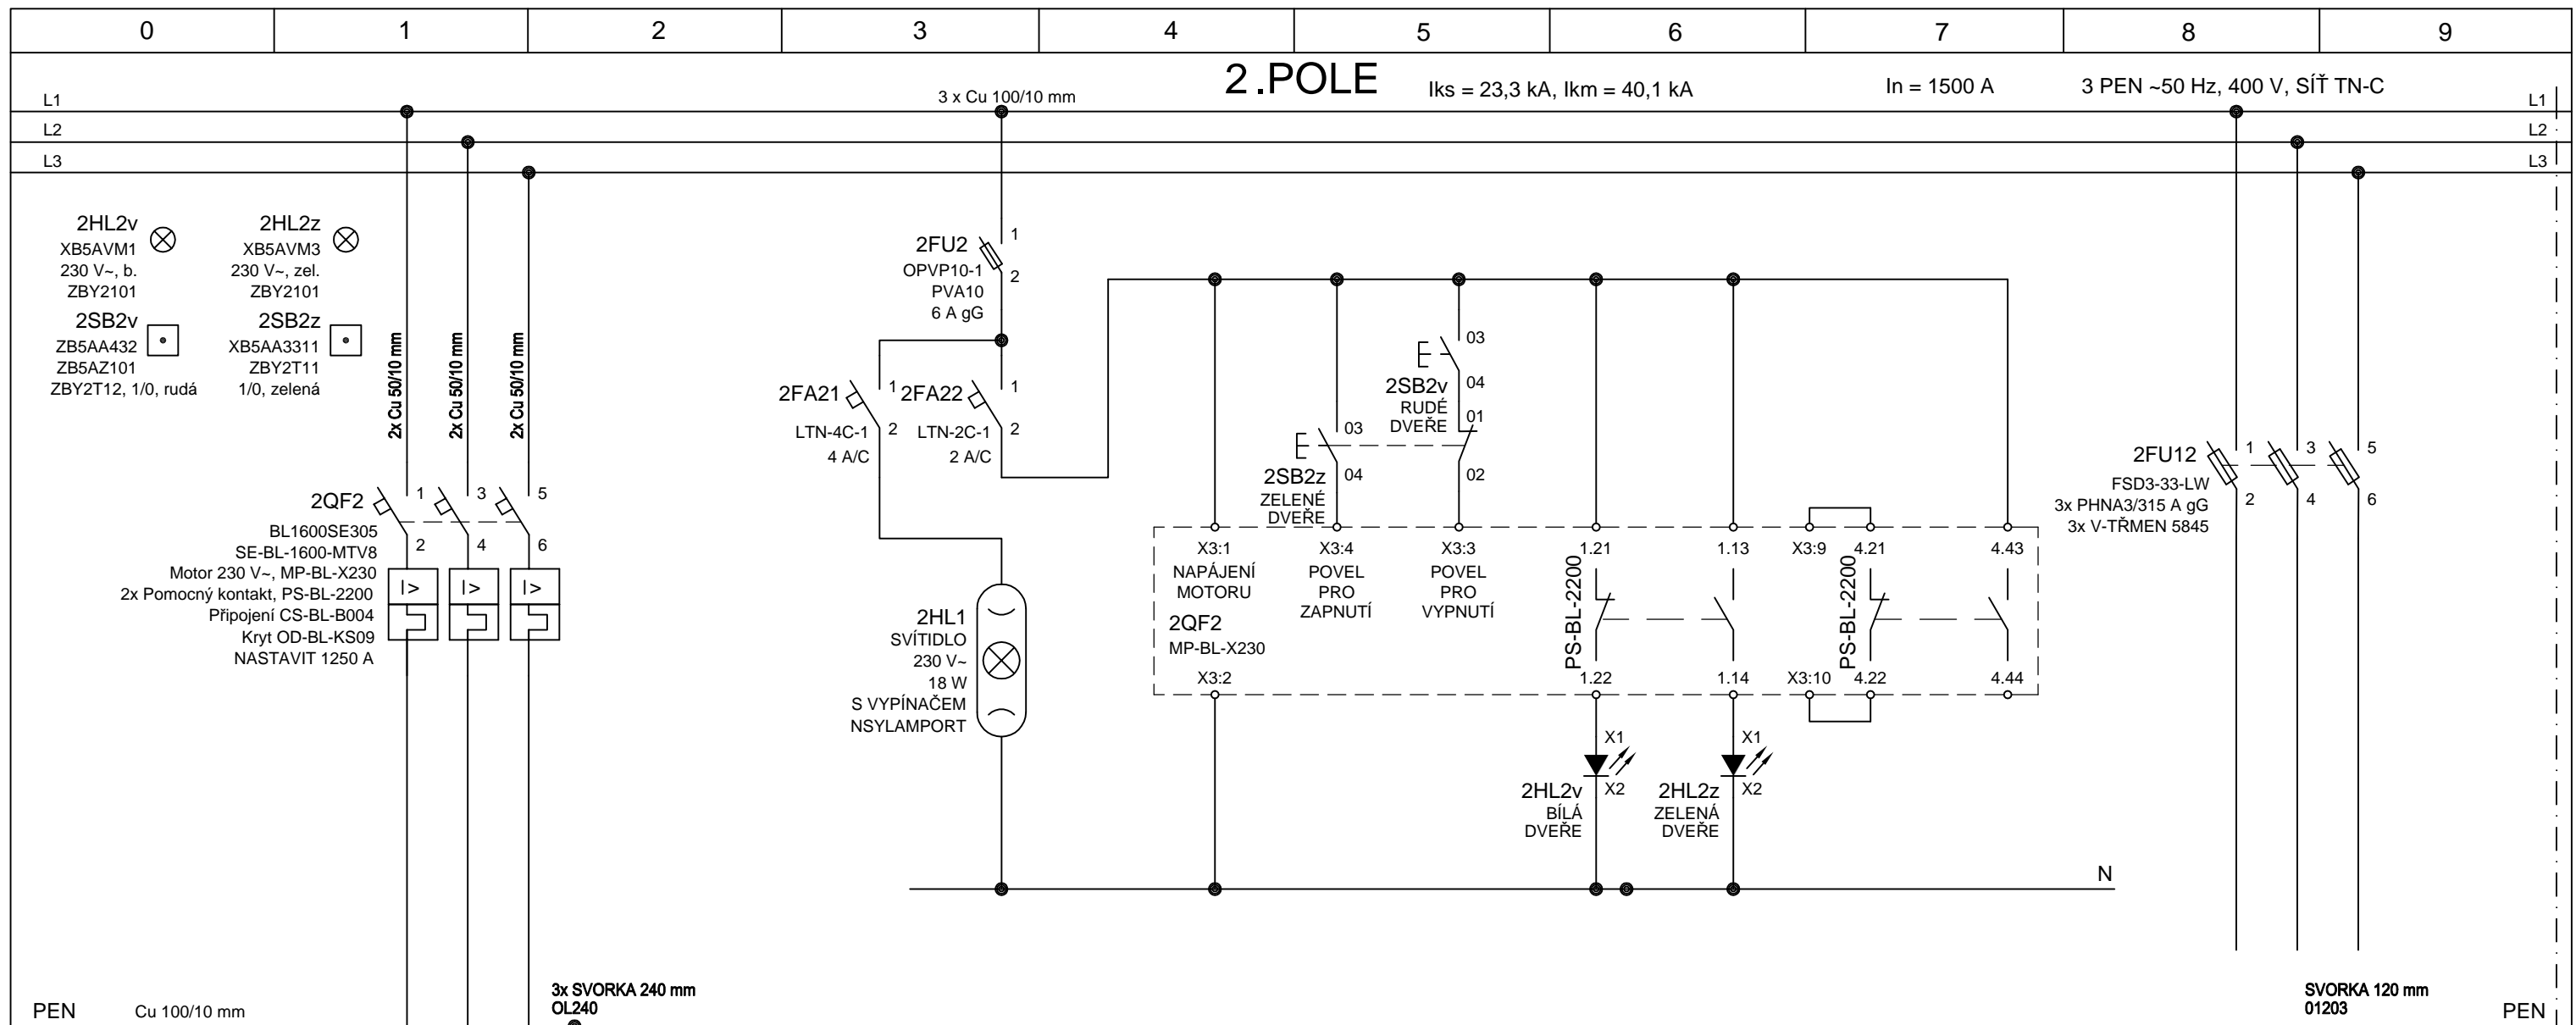 0 1 2 3 4 5 6 7 8 9
2.POLE
Iks = 23,3 kA, Ikm = 40,1 kA
In = 1500 A
3 PEN ~50 Hz, 400 V, SÍŤ TN-C
3 x Cu 100/10 mm
L1
L1
L2
L2
L3
L3
2HL2v
XB5AVM1
230 V~, b.
ZBY2101
2HL2z
XB5AVM3
230 V~, zel.
ZBY2101
2SB2v
ZB5AA432
ZB5AZ101
ZBY2T12, 1/0, rudá
2SB2z
XB5AA3311
ZBY2T11
1/0, zelená
2x Cu 50/10 mm
2x Cu 50/10 mm
2x Cu 50/10 mm
2QF2
1
3
5
2
4
6
BL1600SE305
SE-BL-1600-MTV8
Motor 230 V~, MP-BL-X230
2x Pomocný kontakt, PS-BL-2200
Připojení CS-BL-B004
Kryt OD-BL-KS09
NASTAVIT 1250 A
I>
I>
I>
2FU2
1
2
OPVP10-1
PVA10
6 A gG
2FA21
1
2
LTN-4C-1
4 A/C
2FA22
1
2
LTN-2C-1
2 A/C
2HL1
SVÍTIDLO
230 V~
18 W
S VYPÍNAČEM
NSYLAMPORT
03
04
2SB2v
RUDÉ
DVEŘE
01
02
03
04
2SB2z
ZELENÉ
DVEŘE
X3:1
NAPÁJENÍ
MOTORU
X3:4
POVEL
PRO
ZAPNUTÍ
X3:3
POVEL
PRO
VYPNUTÍ
1.21
1.13
X3:9
4.21
4.43
PS-BL-2200
PS-BL-2200
2QF2
MP-BL-X230
X3:2
1.22
1.14
X3:10
4.22
4.44
X1
X2
2HL2v
BÍLÁ
DVEŘE
X1
X2
2HL2z
ZELENÁ
DVEŘE
N
2FU12
1
3
5
2
4
6
FSD3-33-LW
3x PHNA3/315 A gG
3x V-TŘMEN 5845
3x SVORKA 240 mm
OL240
SVORKA 120 mm
01203
PEN
Cu 100/10 mm
PEN